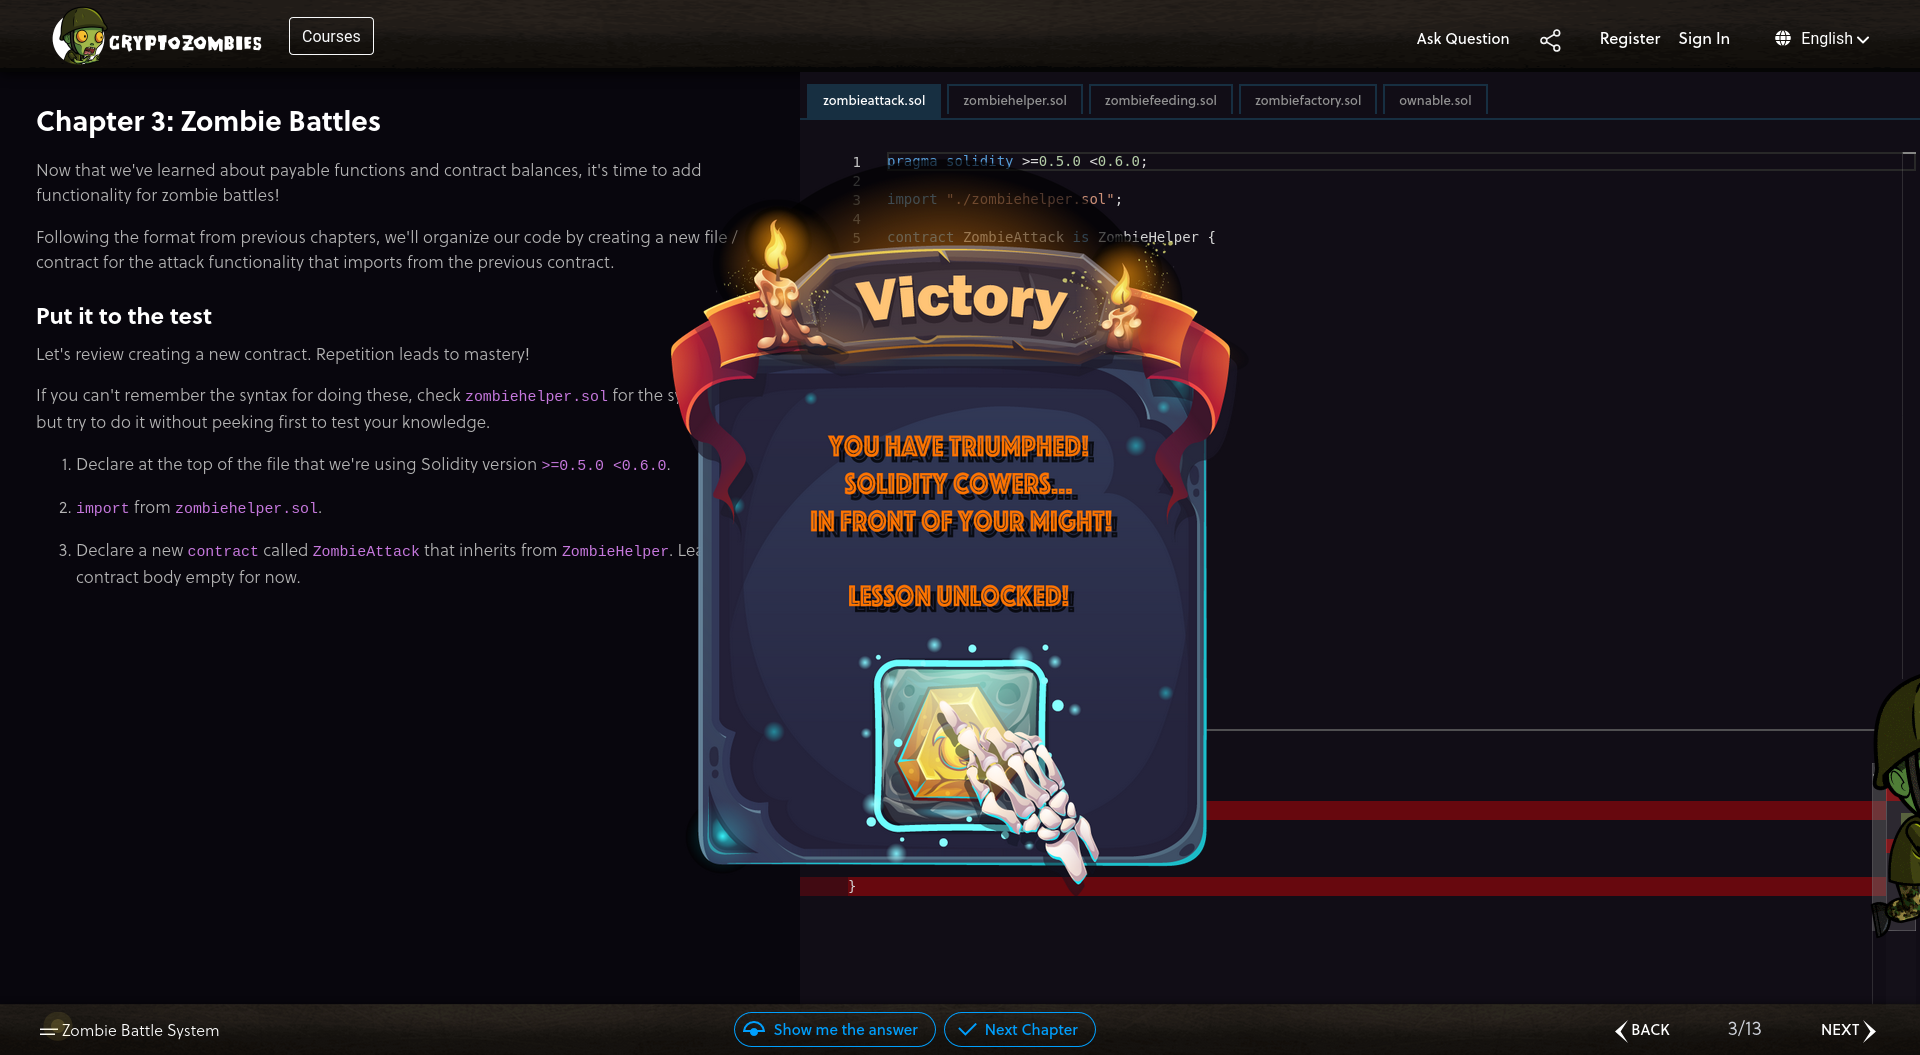 CRYPTOZOMBIES
Courses
Ask Question
Register
Sign In
English
Chapter 3: Zombie Battles
Now that we've learned about payable functions and contract balances, it's time to add
functionality for zombie battles!
Following the format from previous chapters, we'll organize our code by creating a new file /
contract for the attack functionality that imports from the previous contract.
Put it to the test
Let's review creating a new contract. Repetition leads to mastery!
If you can't remember the syntax for doing these, check zombiehelper.sol for the
but try to do it without peeking first to test your knowledge.
1. Declare at the top of the file that we're using Solidity version >=0.5.0 <0.6.0.
2. import from zombiehelper.sol.
3. Declare a new contract called ZombieAttack that inherits from ZombieHelper.
contract body empty for now.
zombieattack.sol
zombiehelper.sol
zombiefeeding.sol
zombiefactory.sol
ownable.sol
1 pragma solidity >=0.5.0 <0.6.0;
2
3 import "./zombiehelper.sol";
4
5 contract ZombieAttack is ZombieHelper {
Victory
YOU HAVE TRIUMPHED!
SOLIDITY COWERS...
IN FRONT OF YOUR MIGHT!
LESSON UNLOCKED!
}
Zombie Battle System
Show me the answer
Next Chapter
BACK
3/13
NEXT